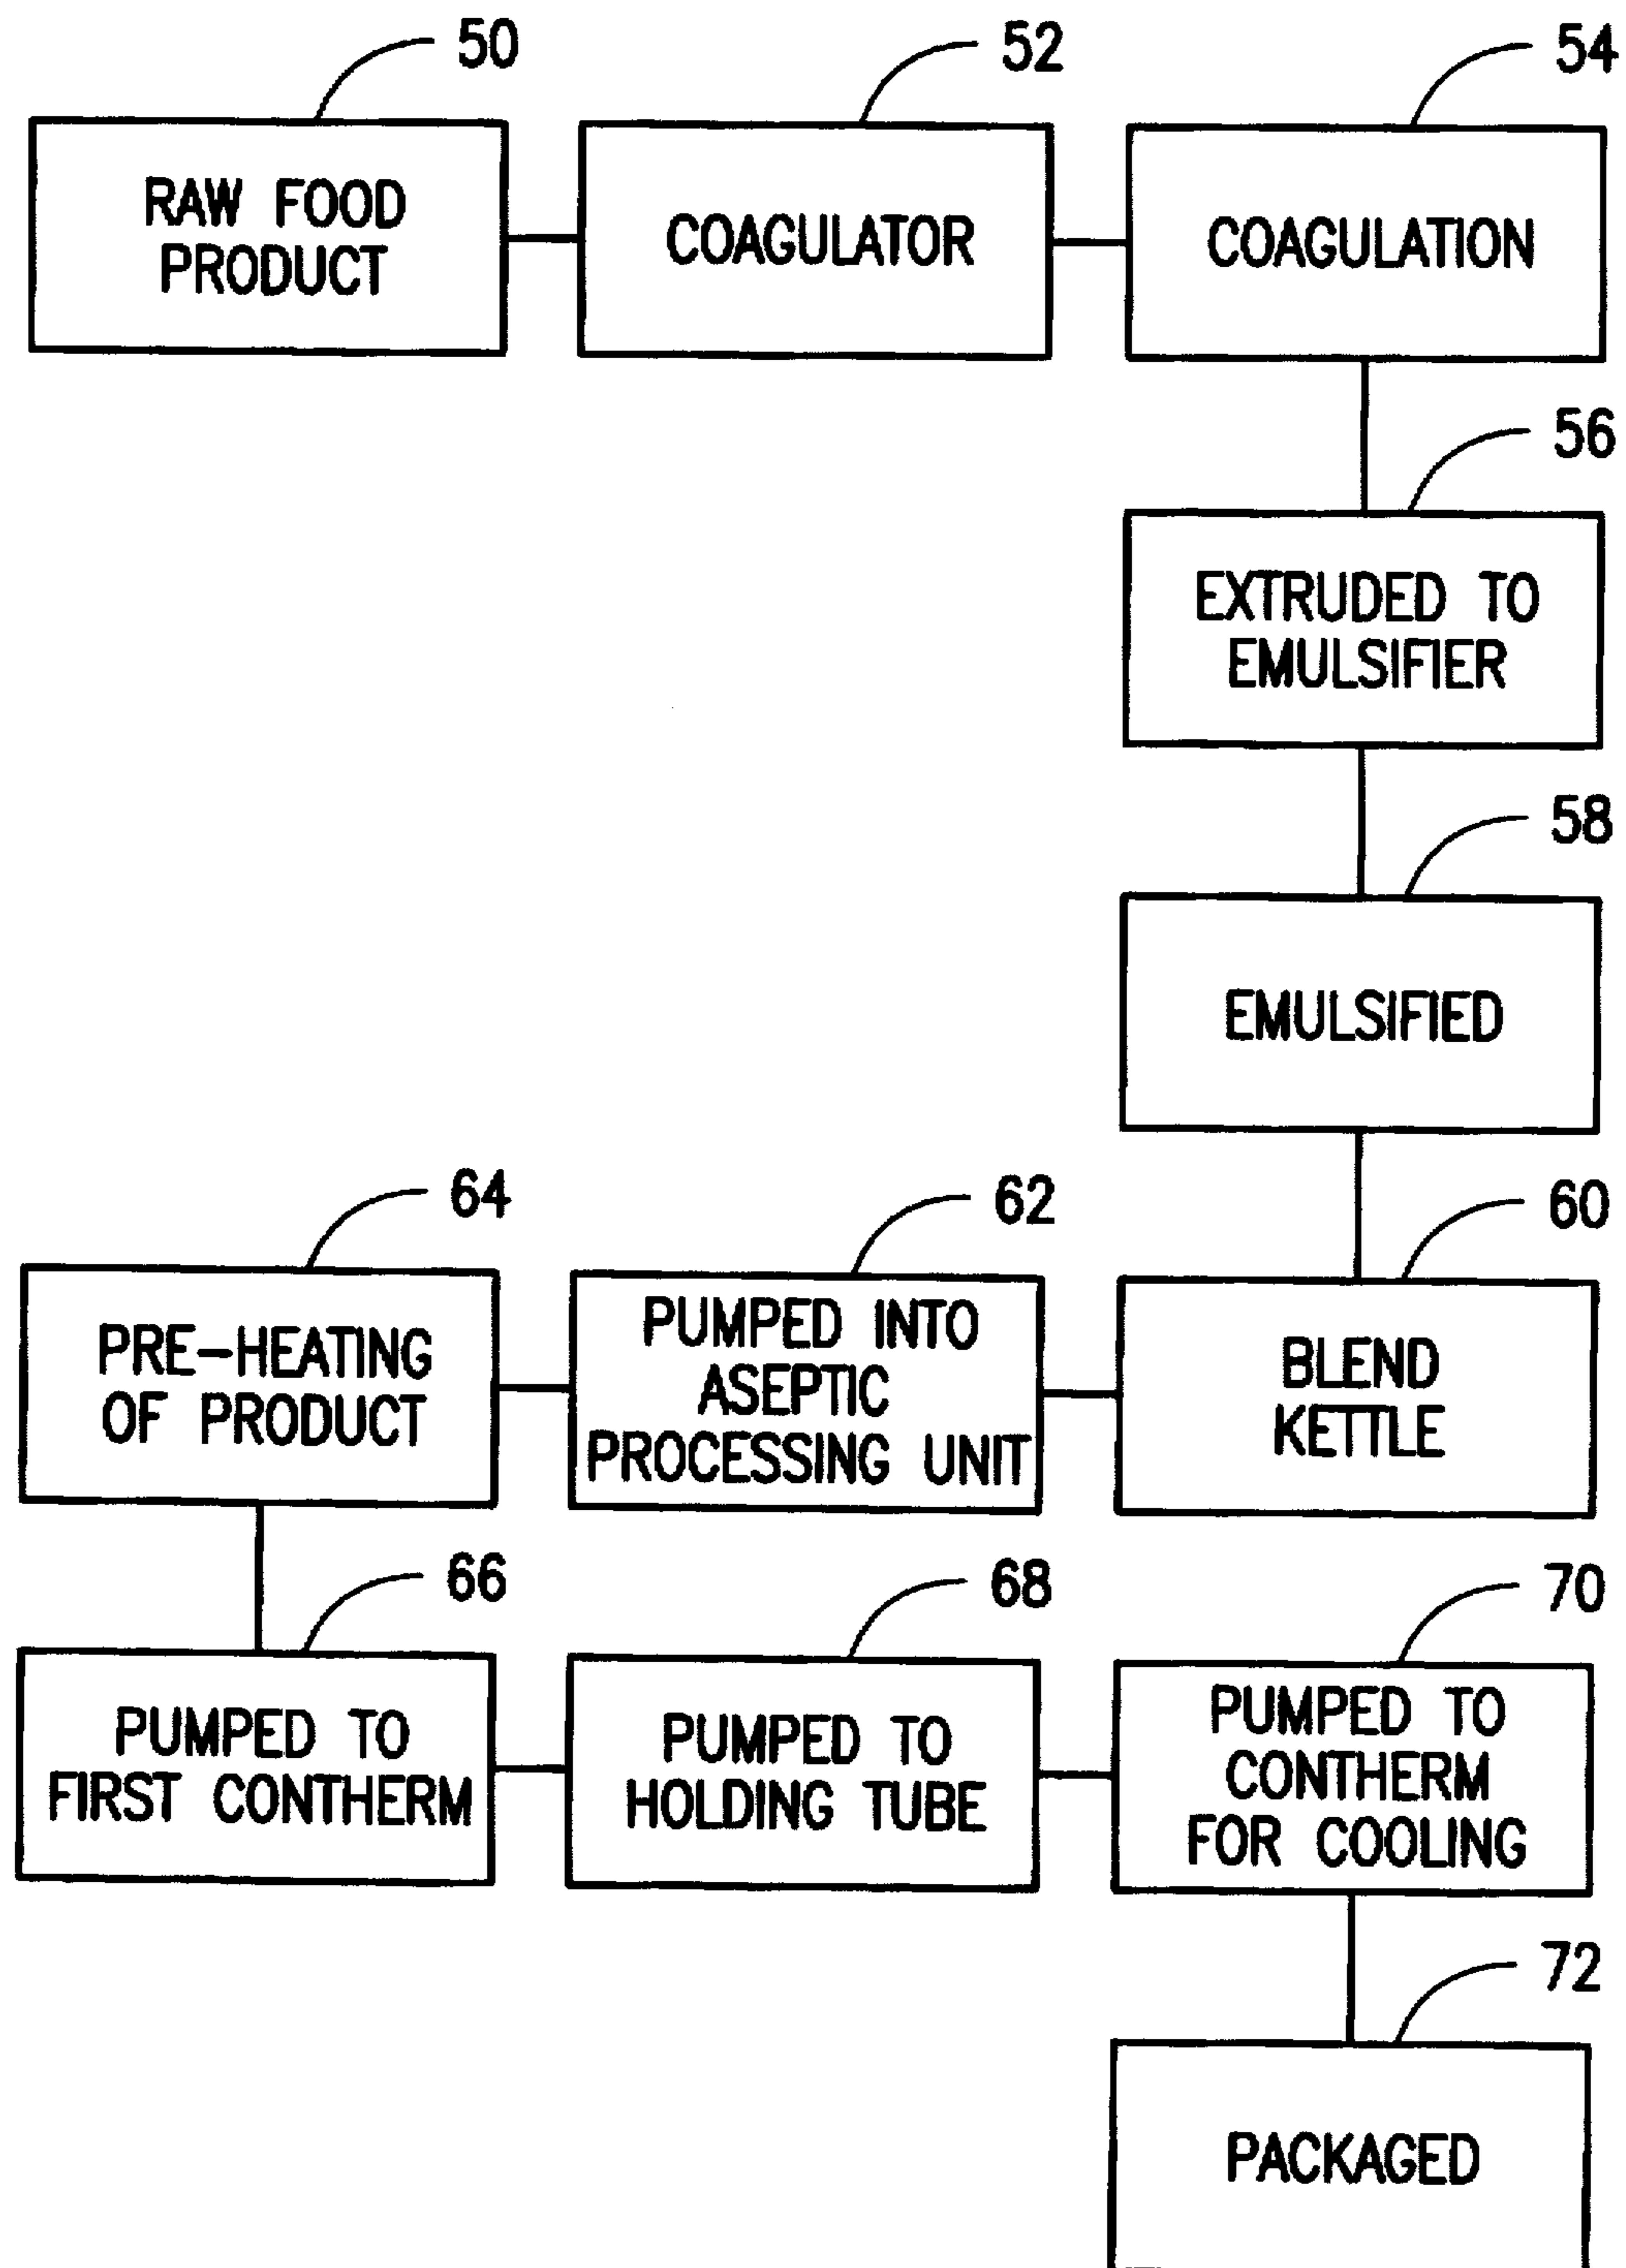 50
RAW FOOD
PRODUCT
52
COAGULATOR
54
COAGULATION
56
EXTRUDED TO
EMULSIFIER
58
EMULSIFIED
60
BLEND
KETTLE
62
PUMPED INTO
ASEPTIC
PROCESSING UNIT
64
PRE-HEATING
OF PRODUCT
66
PUMPED TO
FIRST CONTHERM
68
PUMPED TO
HOLDING TUBE
70
PUMPED TO
CONTHERM
FOR COOLING
72
PACKAGED